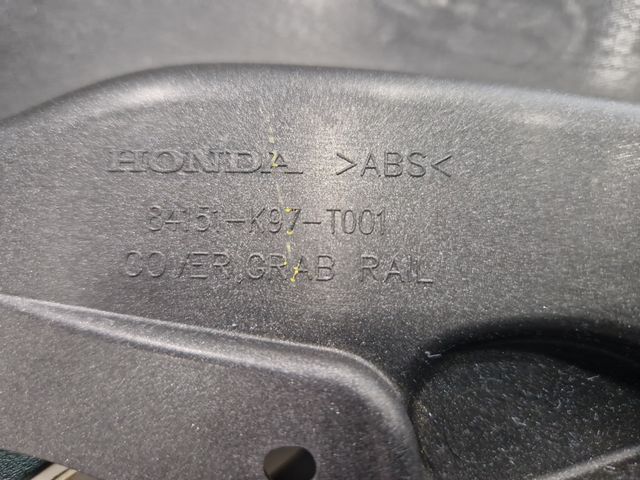 HONDA >ABS<
84151-K97-T001
COVER,GRAB RAIL